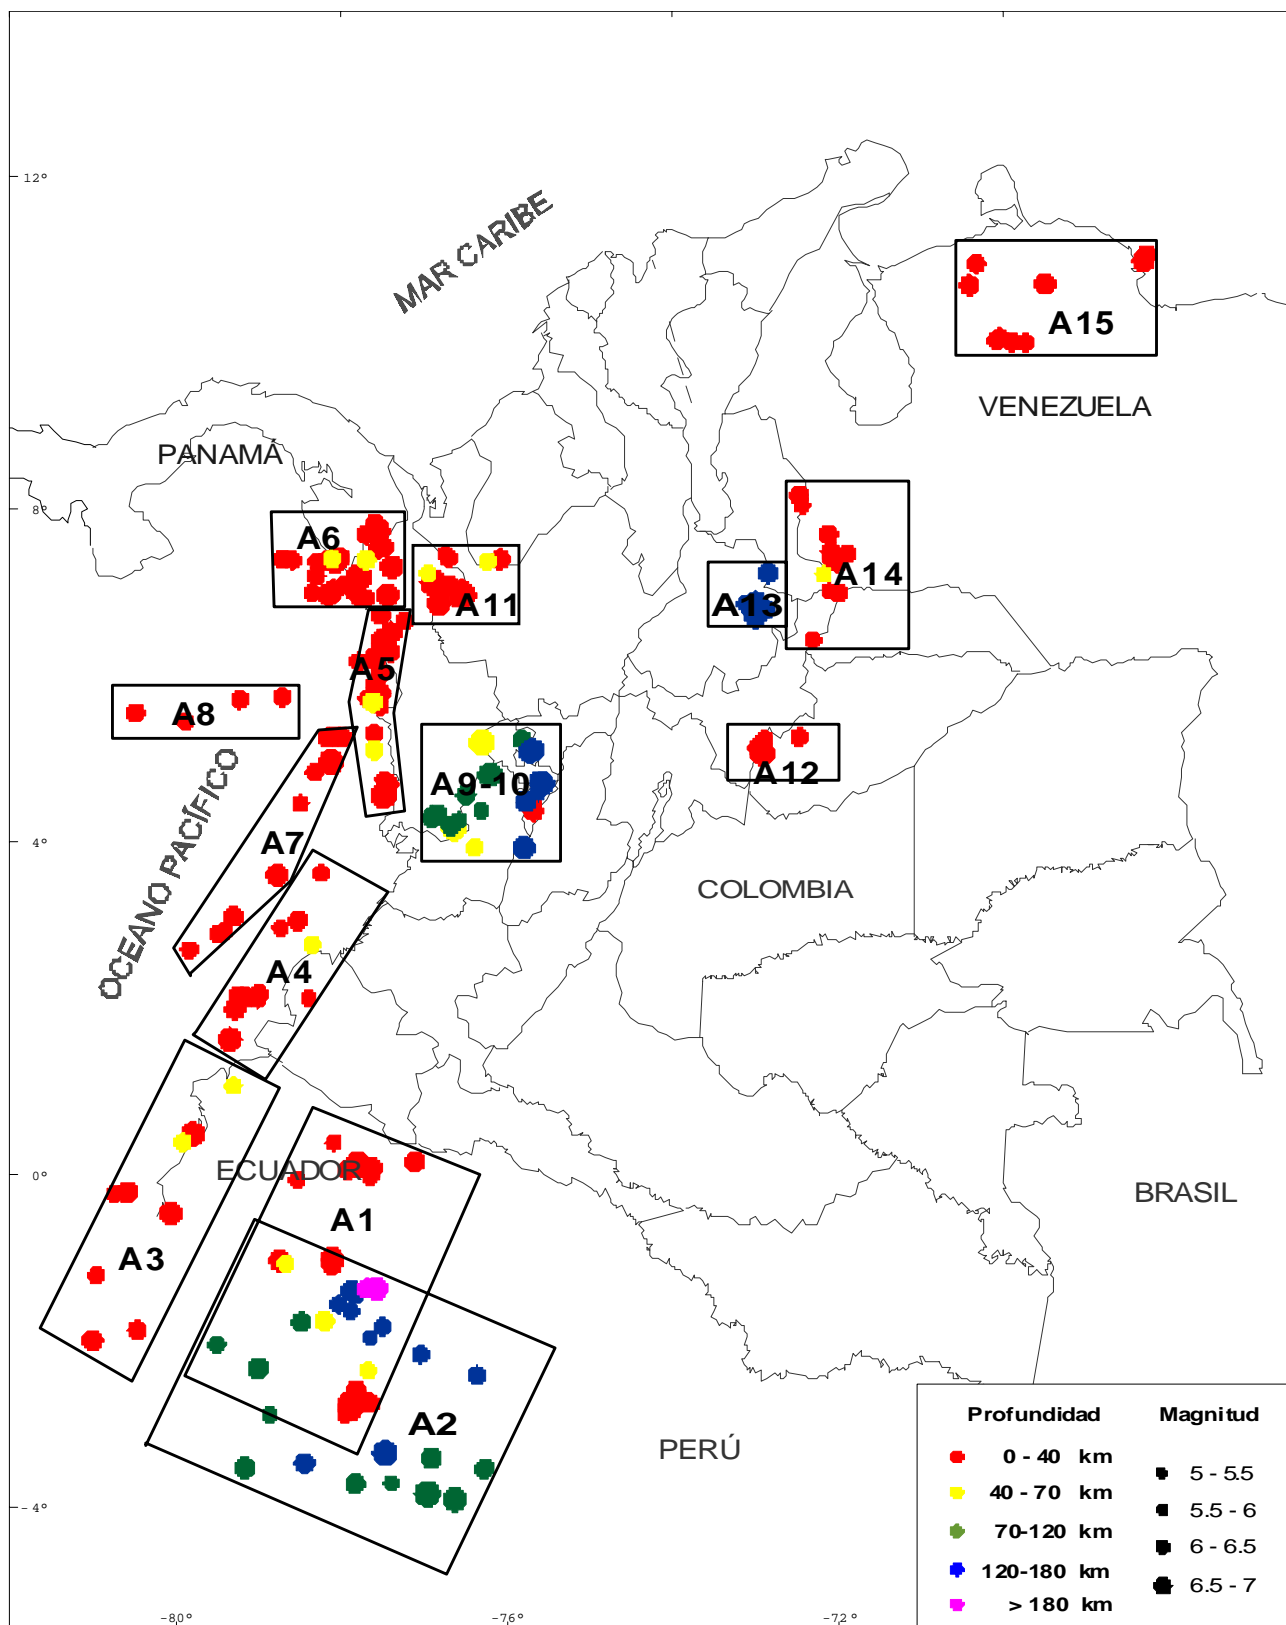 12°
MAR CARIBE
A15
VENEZUELA
PANAMÁ
8°
A6
A11
A14
A13
A5
A8
A12
A9-10
OCEANO PACÍFICO
A7
4°
COLOMBIA
A4
ECUADOR
0°
BRASIL
A1
A3
A2
PERÚ
-4°
Profundidad
0 - 40 km
40 - 70 km
70-120 km
120-180 km
> 180 km
Magnitud
5 - 5.5
5.5 - 6
6 - 6.5
6.5 - 7
-80°
-76°
-72°